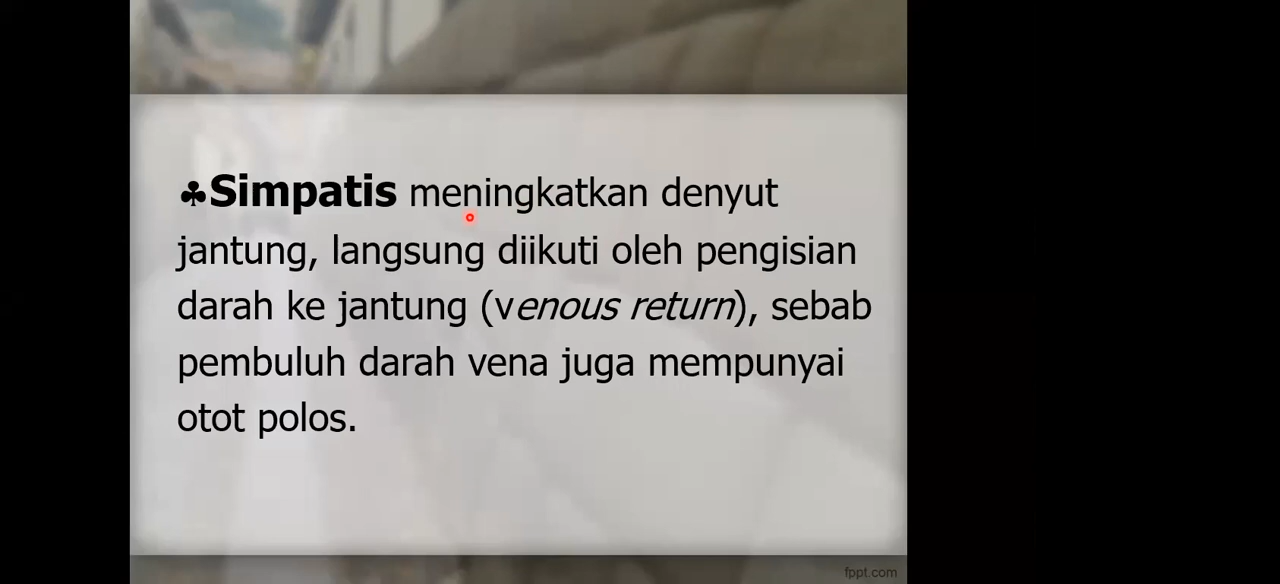 ♣Simpatis meningkatkan denyut
jantung, langsung diikuti oleh pengisian
darah ke jantung (venous return), sebab
pembuluh darah vena juga mempunyai
otot polos.
fppt.com